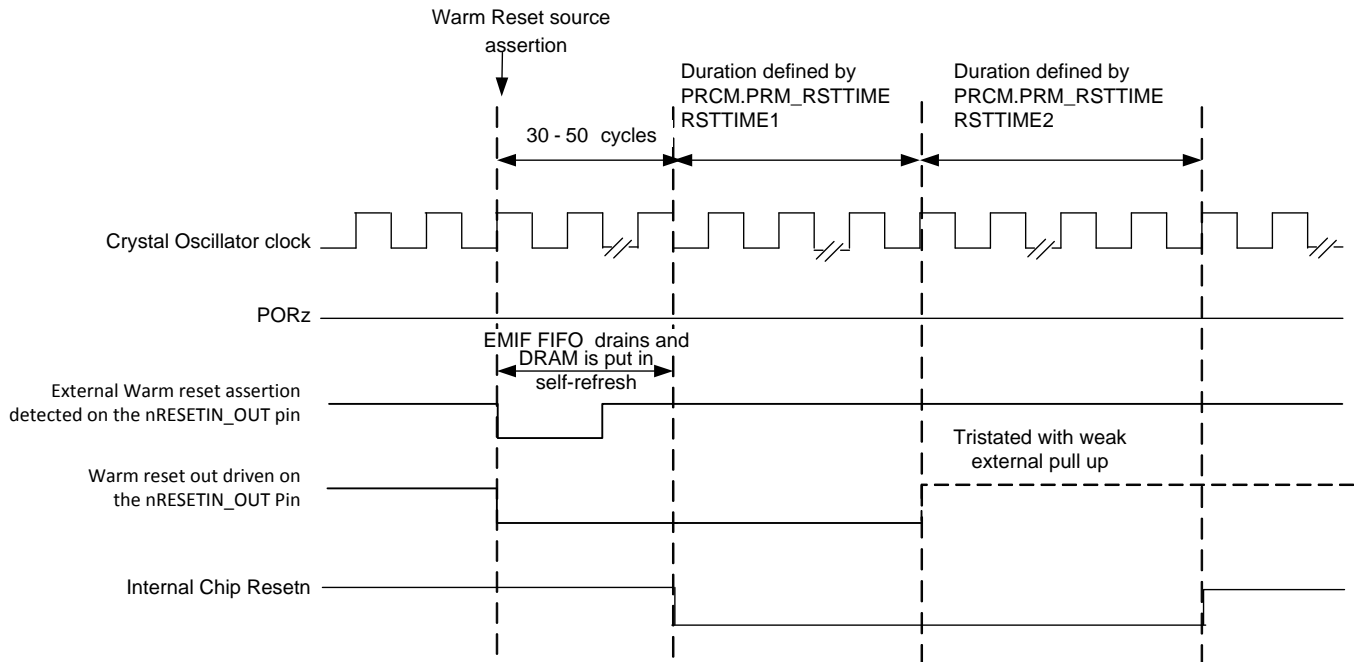 Warm Reset source
assertion
Duration defined by
PRCM.PRM_RSTTIME
RSTTIME1
Duration defined by
PRCM.PRM_RSTTIME
RSTTIME2
30 - 50 cycles
Crystal Oscillator clock
PORz
EMIF FIFO drains and
DRAM is put in
self-refresh
External Warm reset assertion
detected on the nRESETIN_OUT pin
Tristated with weak
external pull up
Warm reset out driven on
the nRESETIN_OUT Pin
Internal Chip Resetn